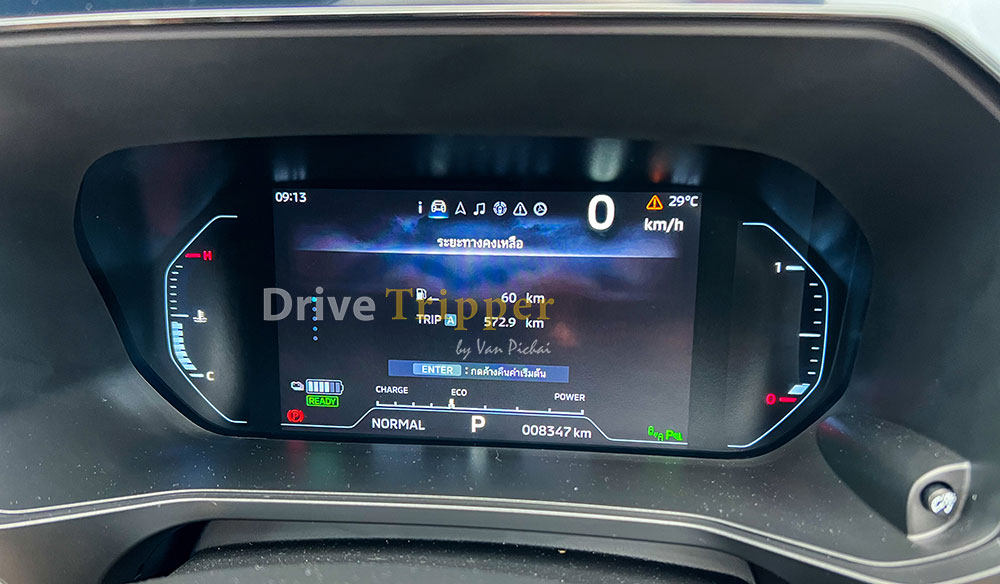 09:13
0
29°C
km/h
ระยะทางคงเหลือ
60 km
TRIP A 572.9 km
Drive Tripper
by Van Pichai
ENTER : กดค้างคืนค่าเริ่มต้น
H
C
1
0
CHARGE
ECO
POWER
READY
NORMAL
P
008347 km